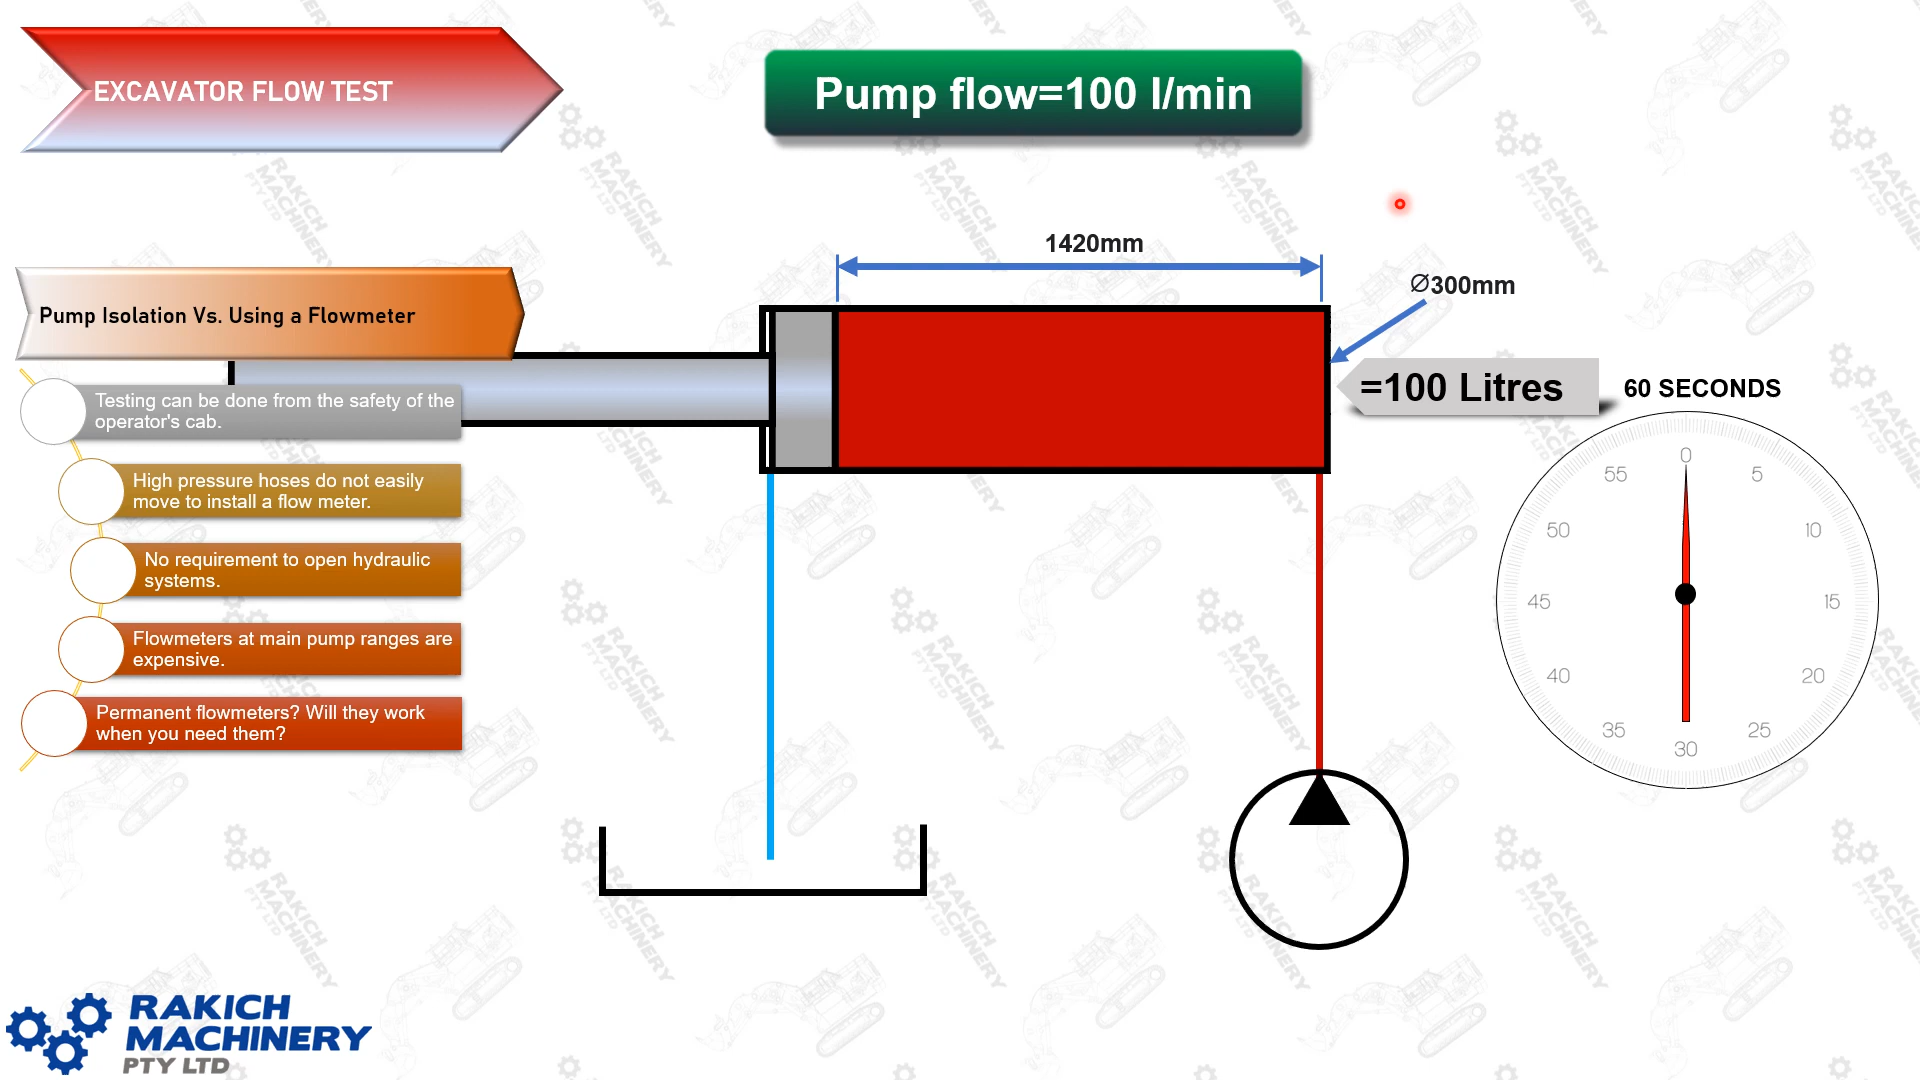 EXCAVATOR FLOW TEST
Pump flow=100 l/min
1420mm
∅300mm
Pump Isolation Vs. Using a Flowmeter
=100 Litres
60 SECONDS
Testing can be done from the safety of the
operator's cab.
High pressure hoses do not easily
move to install a flow meter.
No requirement to open hydraulic
systems.
Flowmeters at main pump ranges are
expensive.
Permanent flowmeters? Will they work
when you need them?
0
5
10
15
20
25
30
35
40
45
50
55
RAKICH
MACHINERY
PTY LTD